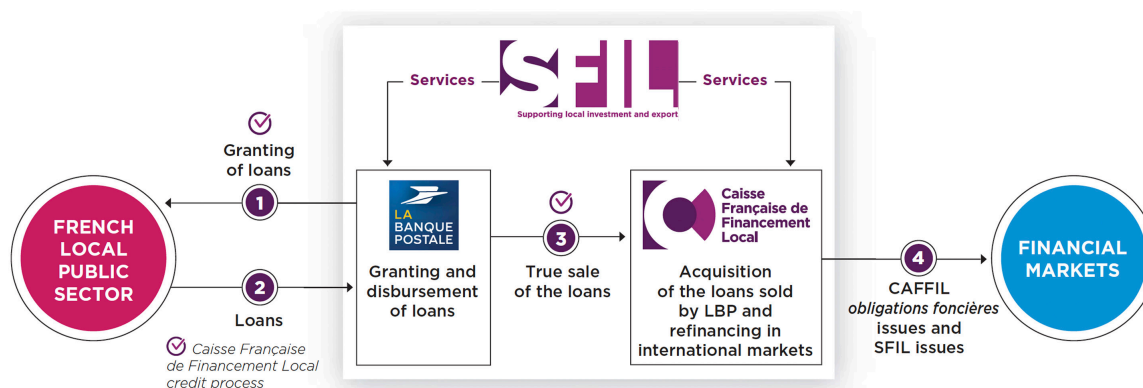 SFIL
Supporting local investment and export
Services
Services
Granting
of loans
1
FRENCH
LOCAL
PUBLIC
SECTOR
2
Loans
Caisse Française
de Financement Local
credit process
LA
BANQUE
POSTALE
Granting and
disbursement
of loans
3
True sale
of the loans
Caisse
Française de
Financement
Local
Acquisition
of the loans sold
by LBP and
refinancing in
international markets
4
CAFFIL
obligations foncières
issues and
SFIL issues
FINANCIAL
MARKETS